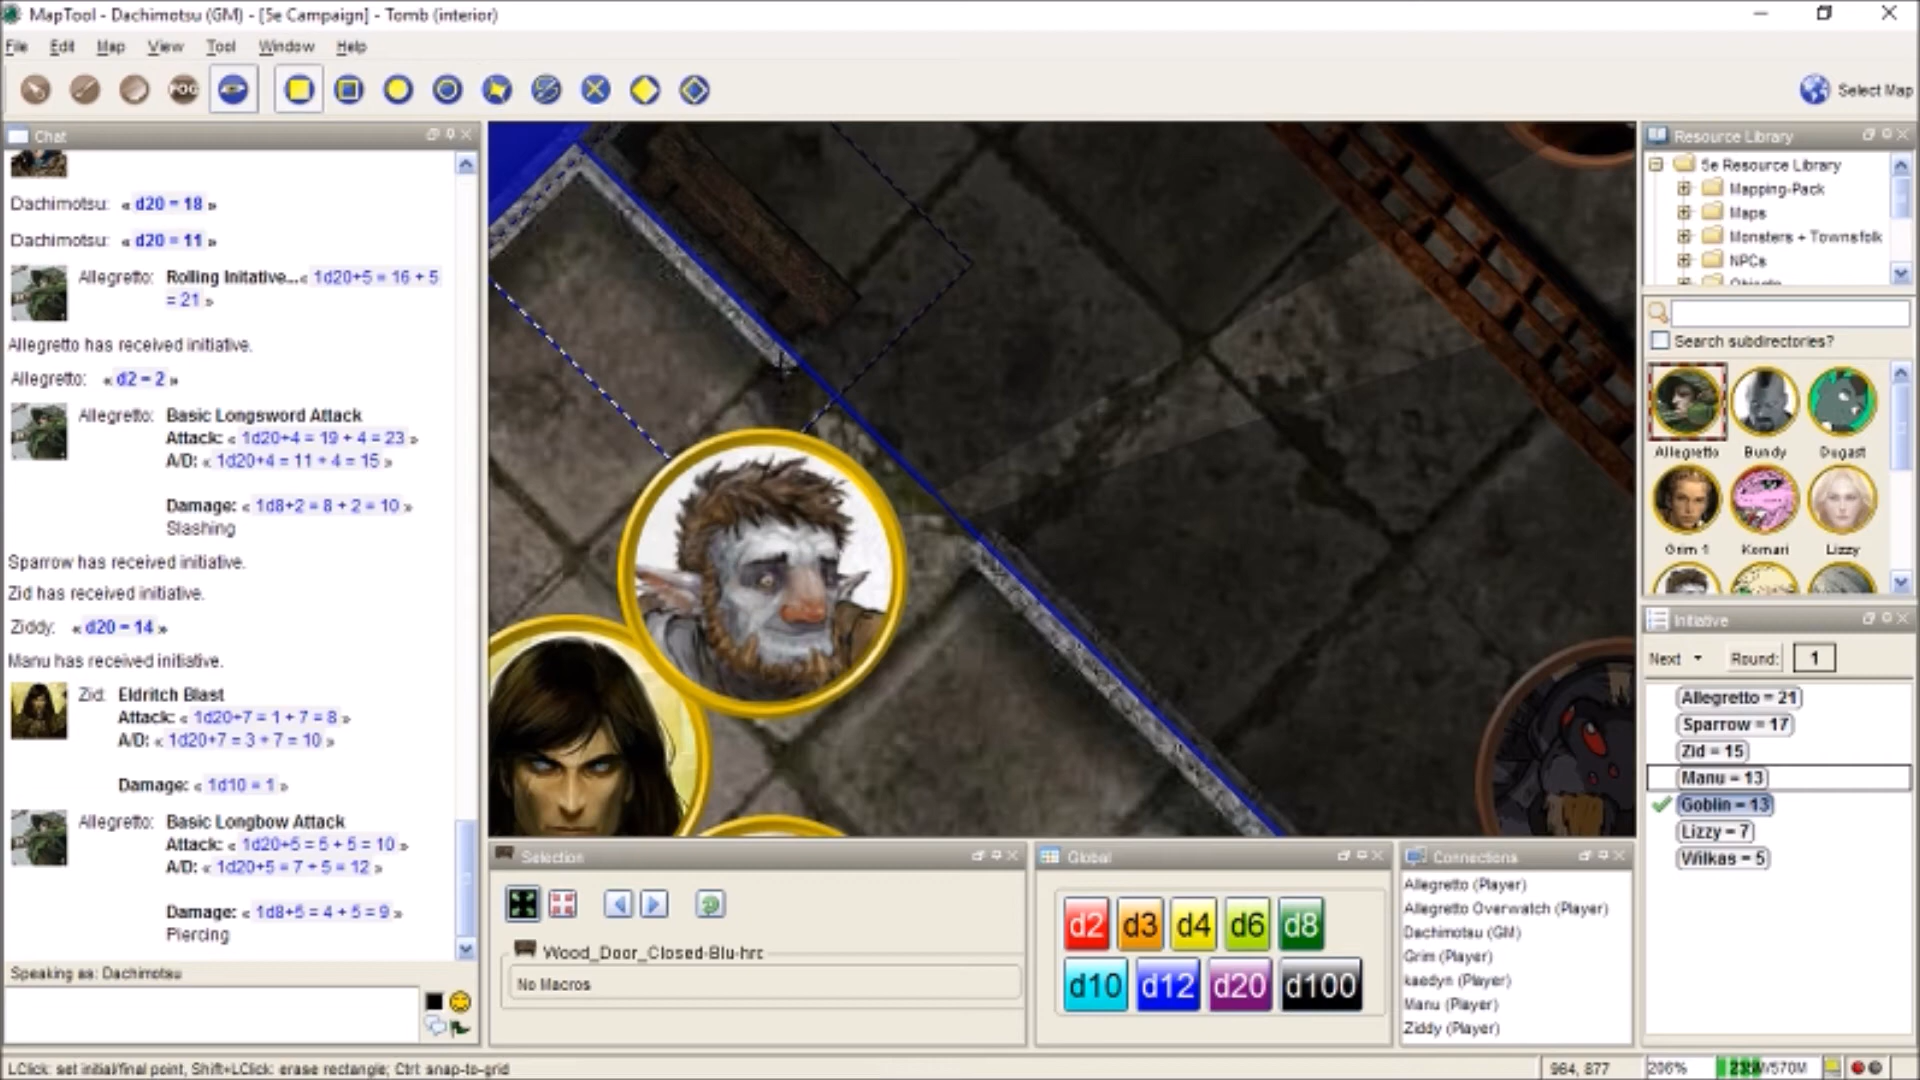 MapTool - Dachimotsu (GM) - [5e Campaign] - Tomb (interior)
File Edit Map View Tool Window Help
FOG
Select Map
Chat
Dachimotsu: « d20 = 18 »
Dachimotsu: « d20 = 11 »
Allegretto: Rolling Initative...« 1d20+5 = 16 + 5
= 21 »
Allegretto has received initiative.
Allegretto: « d2 = 2 »
Allegretto: Basic Longsword Attack
Attack: « 1d20+4 = 19 + 4 = 23 »
A/D: « 1d20+4 = 11 + 4 = 15 »
Damage: « 1d8+2 = 8 + 2 = 10 »
Slashing
Sparrow has received initiative.
Zid has received initiative.
Ziddy: « d20 = 14 »
Manu has received initiative.
Zid: Eldritch Blast
Attack: « 1d20+7 = 1 + 7 = 8 »
A/D: « 1d20+7 = 3 + 7 = 10 »
Damage: « 1d10 = 1 »
Allegretto: Basic Longbow Attack
Attack: « 1d20+5 = 5 + 5 = 10 »
A/D: « 1d20+5 = 7 + 5 = 12 »
Damage: « 1d8+5 = 4 + 5 = 9 »
Piercing
Speaking as: Dachimotsu
Selection
Wood_Door_Closed-Blu-hrc
No Macros
Global
d2 d3 d4 d6 d8
d10 d12 d20 d100
Connections
Allegretto (Player)
Allegretto Overwatch (Player)
Dachimotsu (GM)
Grim (Player)
kaedyn (Player)
Manu (Player)
Ziddy (Player)
Resource Library
5e Resource Library
Mapping-Pack
Maps
Monsters + Townsfolk
NPCs
Search subdirectories?
Allegretto Bundy Dugast
Grim 1 Komari Lizzy
Initiative
Next Round: 1
Allegretto = 21
Sparrow = 17
Zid = 15
Manu = 13
Goblin = 13
Lizzy = 7
Wilkas = 5
LClick: set initial/final point, Shift+LClick: erase rectangle; Ctrl: snap-to-grid
964, 877
206%